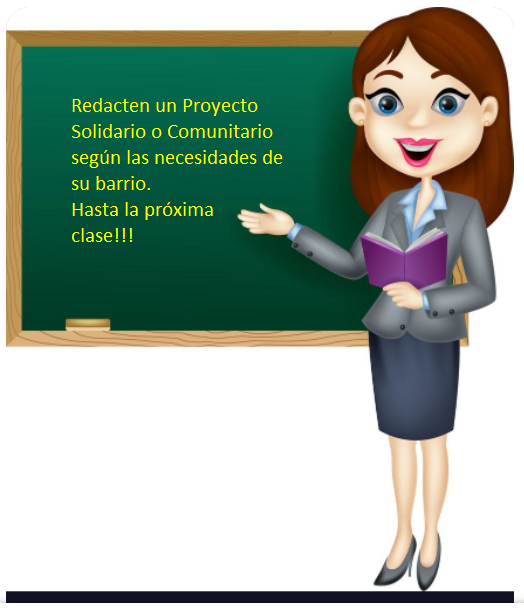 Redacten un Proyecto
Solidario o Comunitario
según las necesidades de
su barrio.
Hasta la próxima
clase!!!